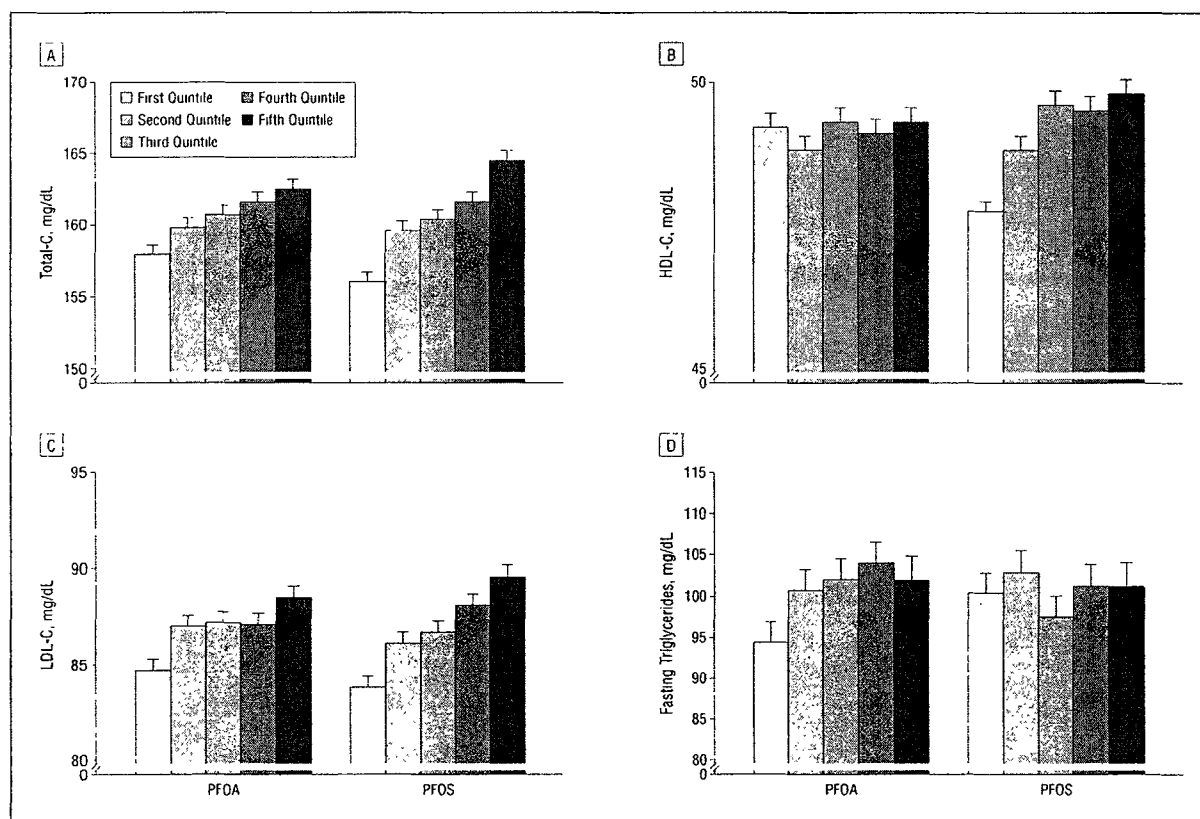 A
Total-C, mg/dL
170
165
160
155
150
0
First Quintile
Second Quintile
Third Quintile
Fourth Quintile
Fifth Quintile
B
HDL-C, mg/dL
50
45
0
C
LDL-C, mg/dL
95
90
85
80
0
PFOA
PFOS
D
Fasting Triglycerides, mg/dL
115
110
105
100
95
90
85
80
0
PFOA
PFOS